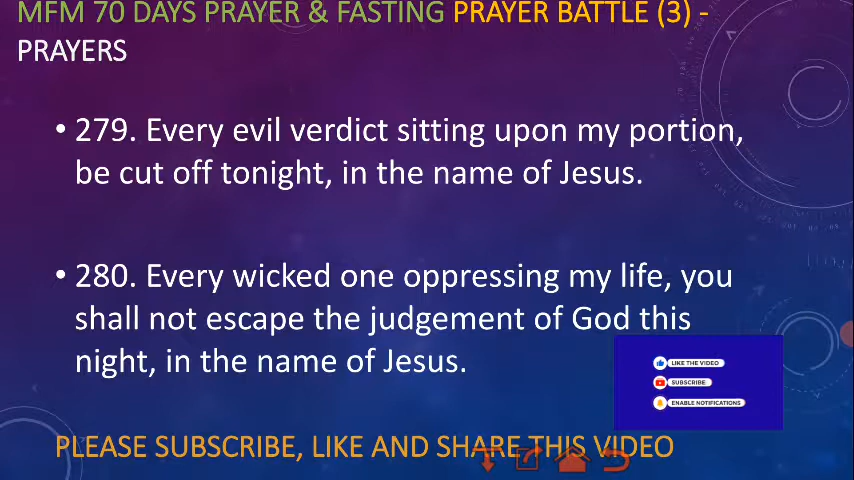 MFM 70 DAYS PRAYER & FASTING PRAYER BATTLE (3) -
PRAYERS
• 279. Every evil verdict sitting upon my portion,
be cut off tonight, in the name of Jesus.
• 280. Every wicked one oppressing my life, you
shall not escape the judgement of God this
night, in the name of Jesus.
LIKE THE VIDEO
SUBSCRIBE
ENABLE NOTIFICATIONS
PLEASE SUBSCRIBE, LIKE AND SHARE THIS VIDEO